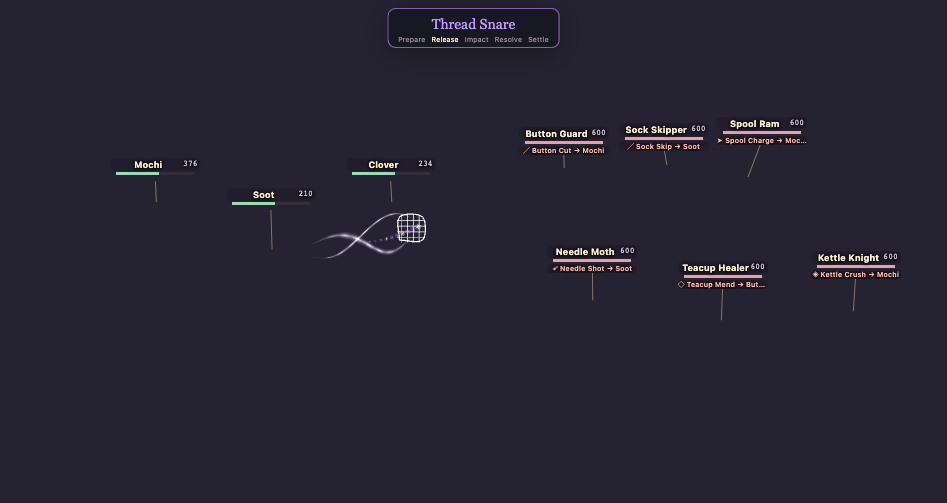 Thread Snare
Prepare Release Impact Resolve Settle
Button Guard 600
Button Cut → Mochi
Sock Skipper 600
Sock Skip → Soot
Spool Ram 600
Spool Charge → Moc...
Mochi 376
Soot 210
Clover 234
Needle Moth 600
Needle Shot → Soot
Teacup Healer 600
Teacup Mend → But...
Kettle Knight 600
Kettle Crush → Mochi